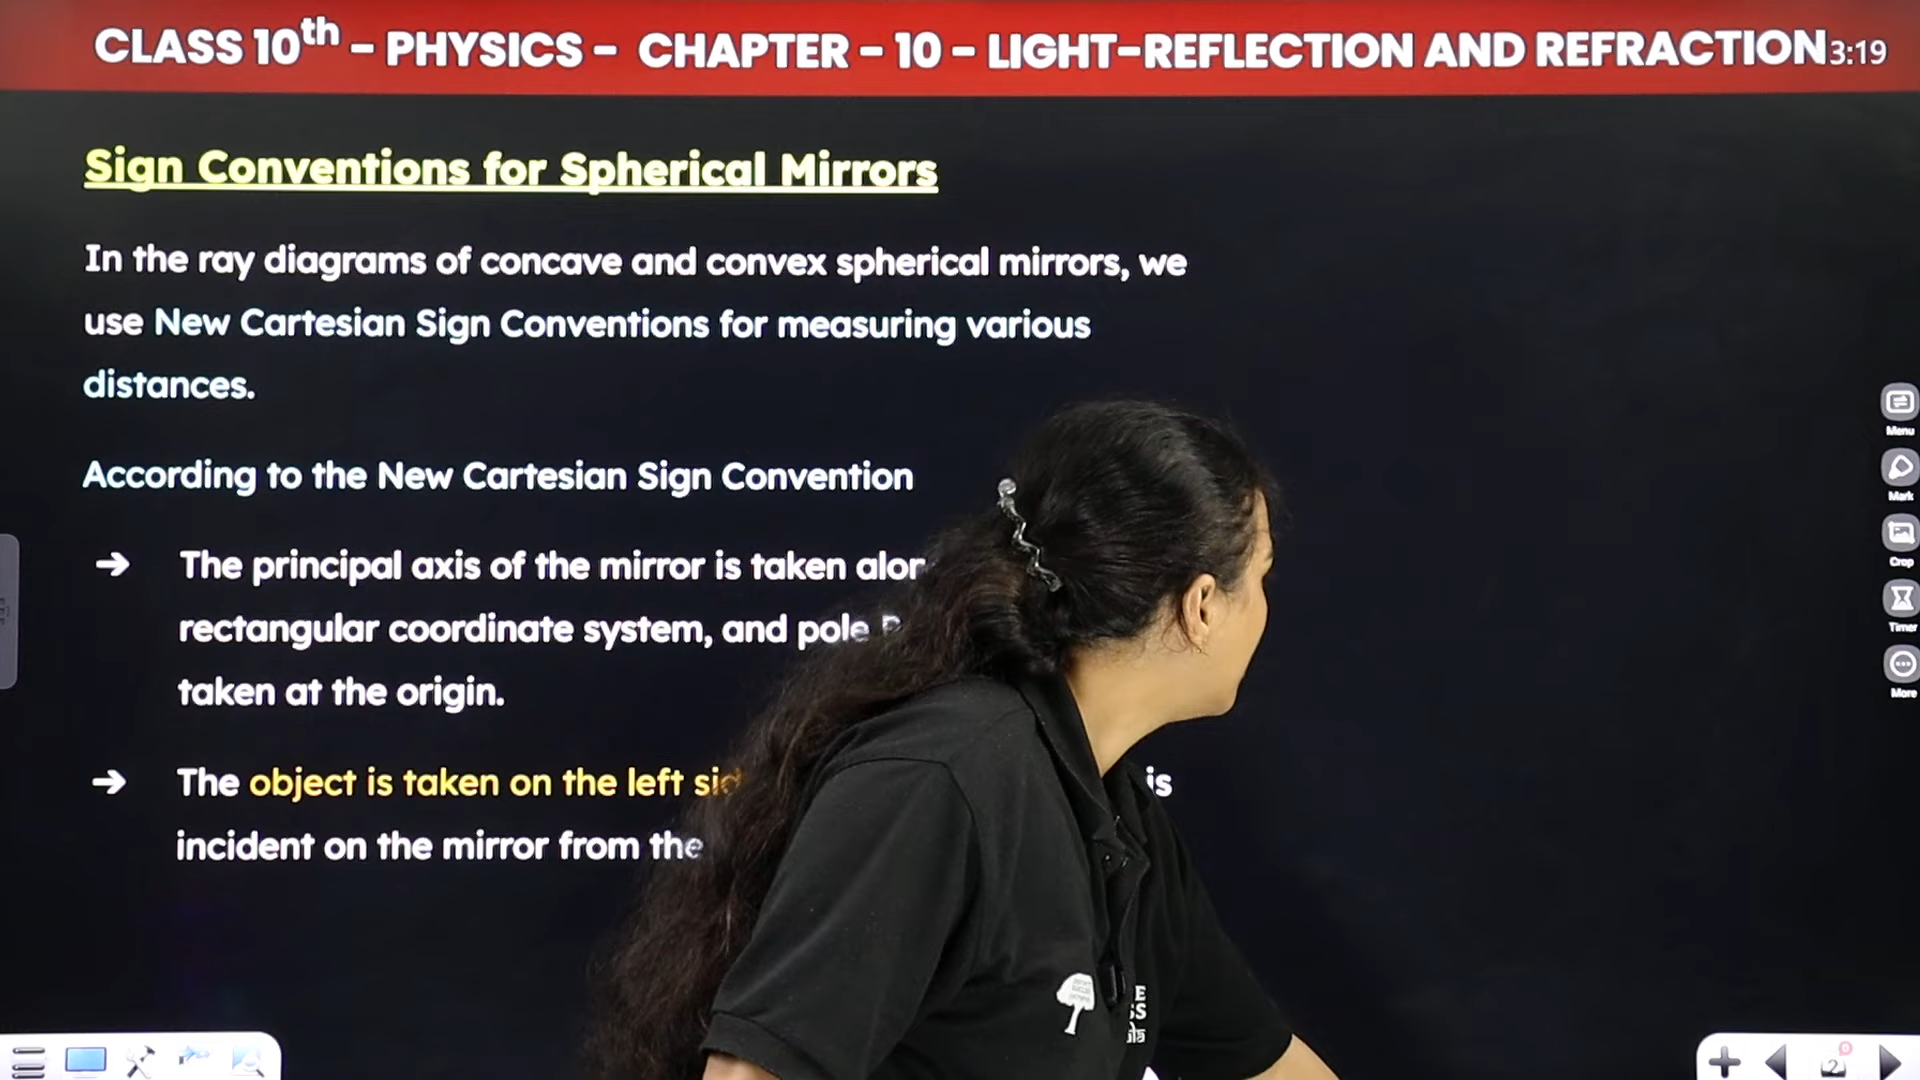 CLASS 10th – PHYSICS – CHAPTER – 10 – LIGHT–REFLECTION AND REFRACTION 3:19
Sign Conventions for Spherical Mirrors
In the ray diagrams of concave and convex spherical mirrors, we
use New Cartesian Sign Conventions for measuring various
distances.
According to the New Cartesian Sign Convention
Menu
Mark
Crop
Timer
More
➔ The principal axis of the mirror is taken
rectangular coordinate system, and pole
taken at the origin.
➔ The object is taken on the left is
incident on the mirror from the
2